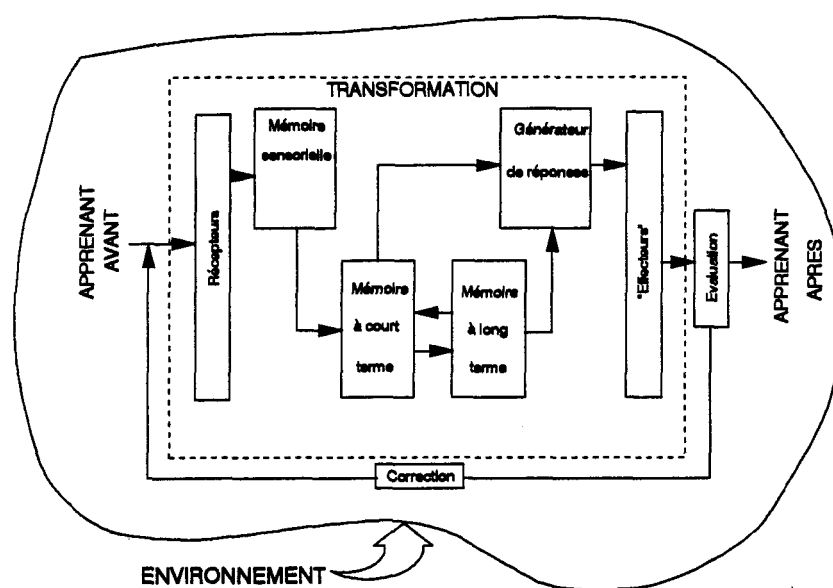 TRANSFORMATION
APPRENANT
AVANT
Récepteurs
Mémoire
sensorielle
Mémoire
à court
terme
Mémoire
à long
terme
Générateur
de réponses
"Effecteurs"
Evaluation
APPRENANT
APRES
Correction
ENVIRONNEMENT